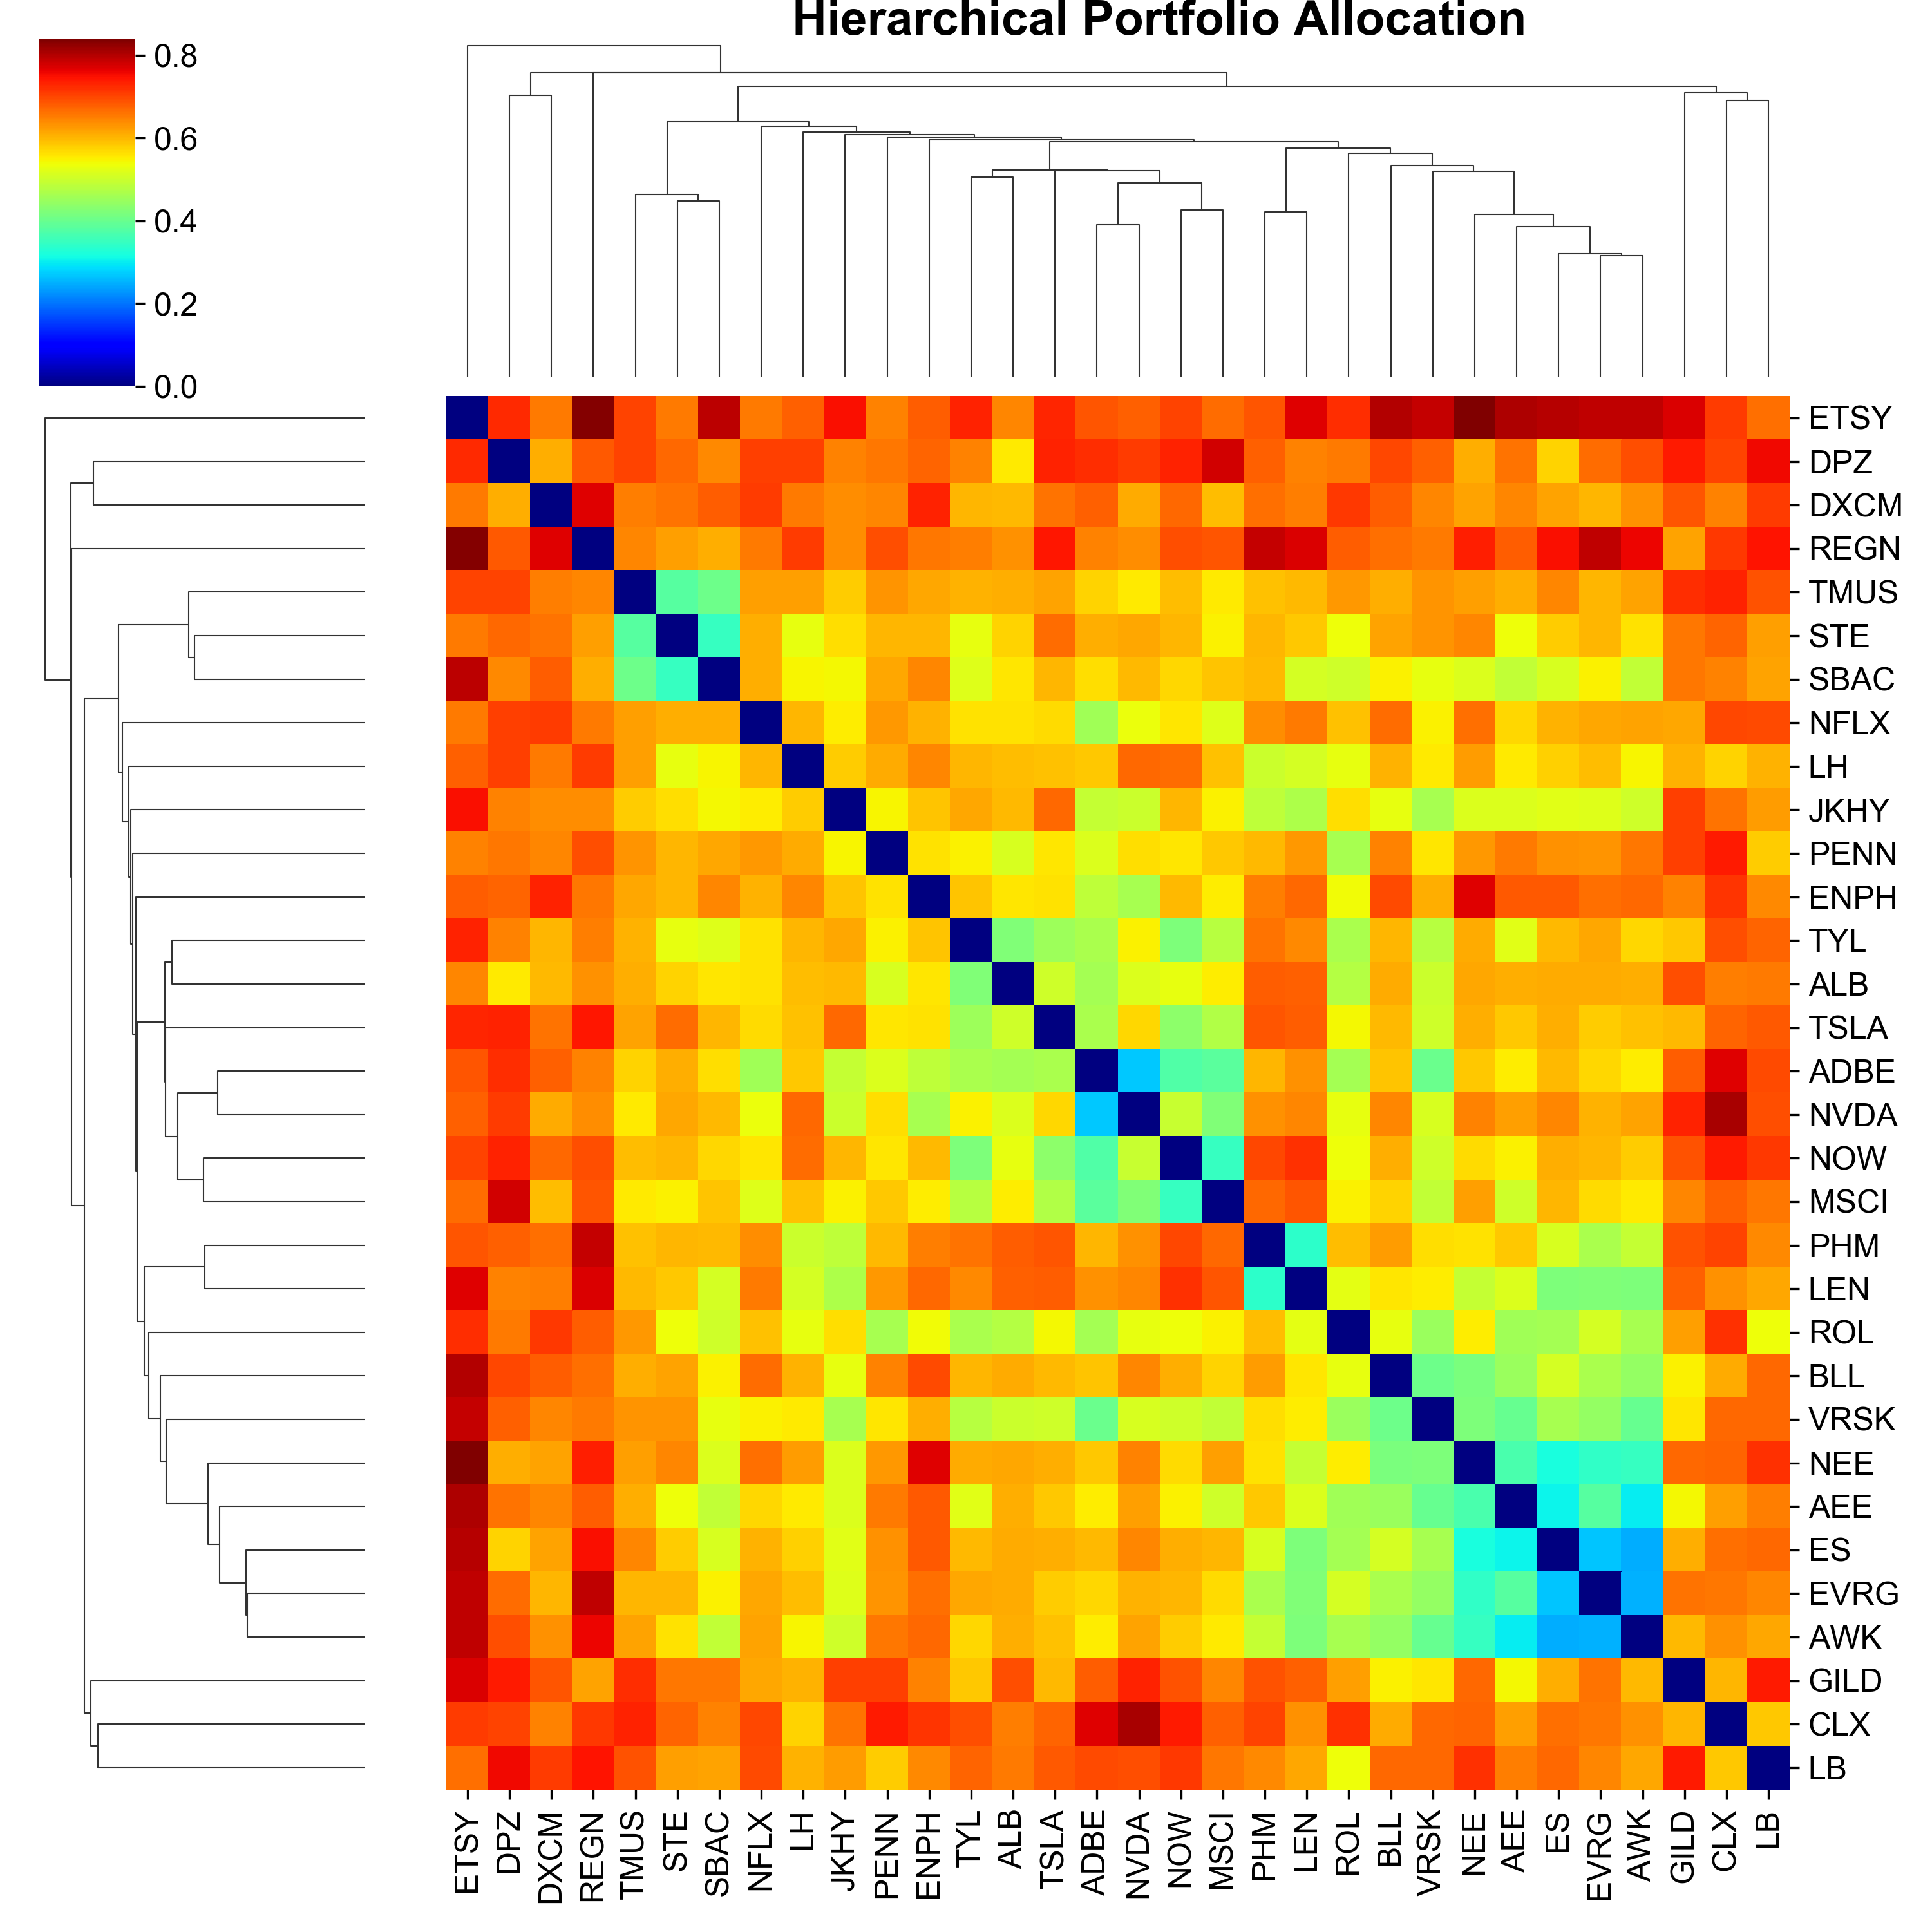 Hierarchical Portfolio Allocation
0.8
0.6
0.4
0.2
0.0
ETSY
DPZ
DXCM
REGN
TMUS
STE
SBAC
NFLX
LH
JKHY
PENN
ENPH
TYL
ALB
TSLA
ADBE
NVDA
NOW
MSCI
PHM
LEN
ROL
BLL
VRSK
NEE
AEE
ES
EVRG
AWK
GILD
CLX
LB
ETSY DPZ DXCM REGN TMUS STE SBAC NFLX LH JKHY PENN ENPH TYL ALB TSLA ADBE NVDA NOW MSCI PHM LEN ROL BLL VRSK NEE AEE ES EVRG AWK GILD CLX LB